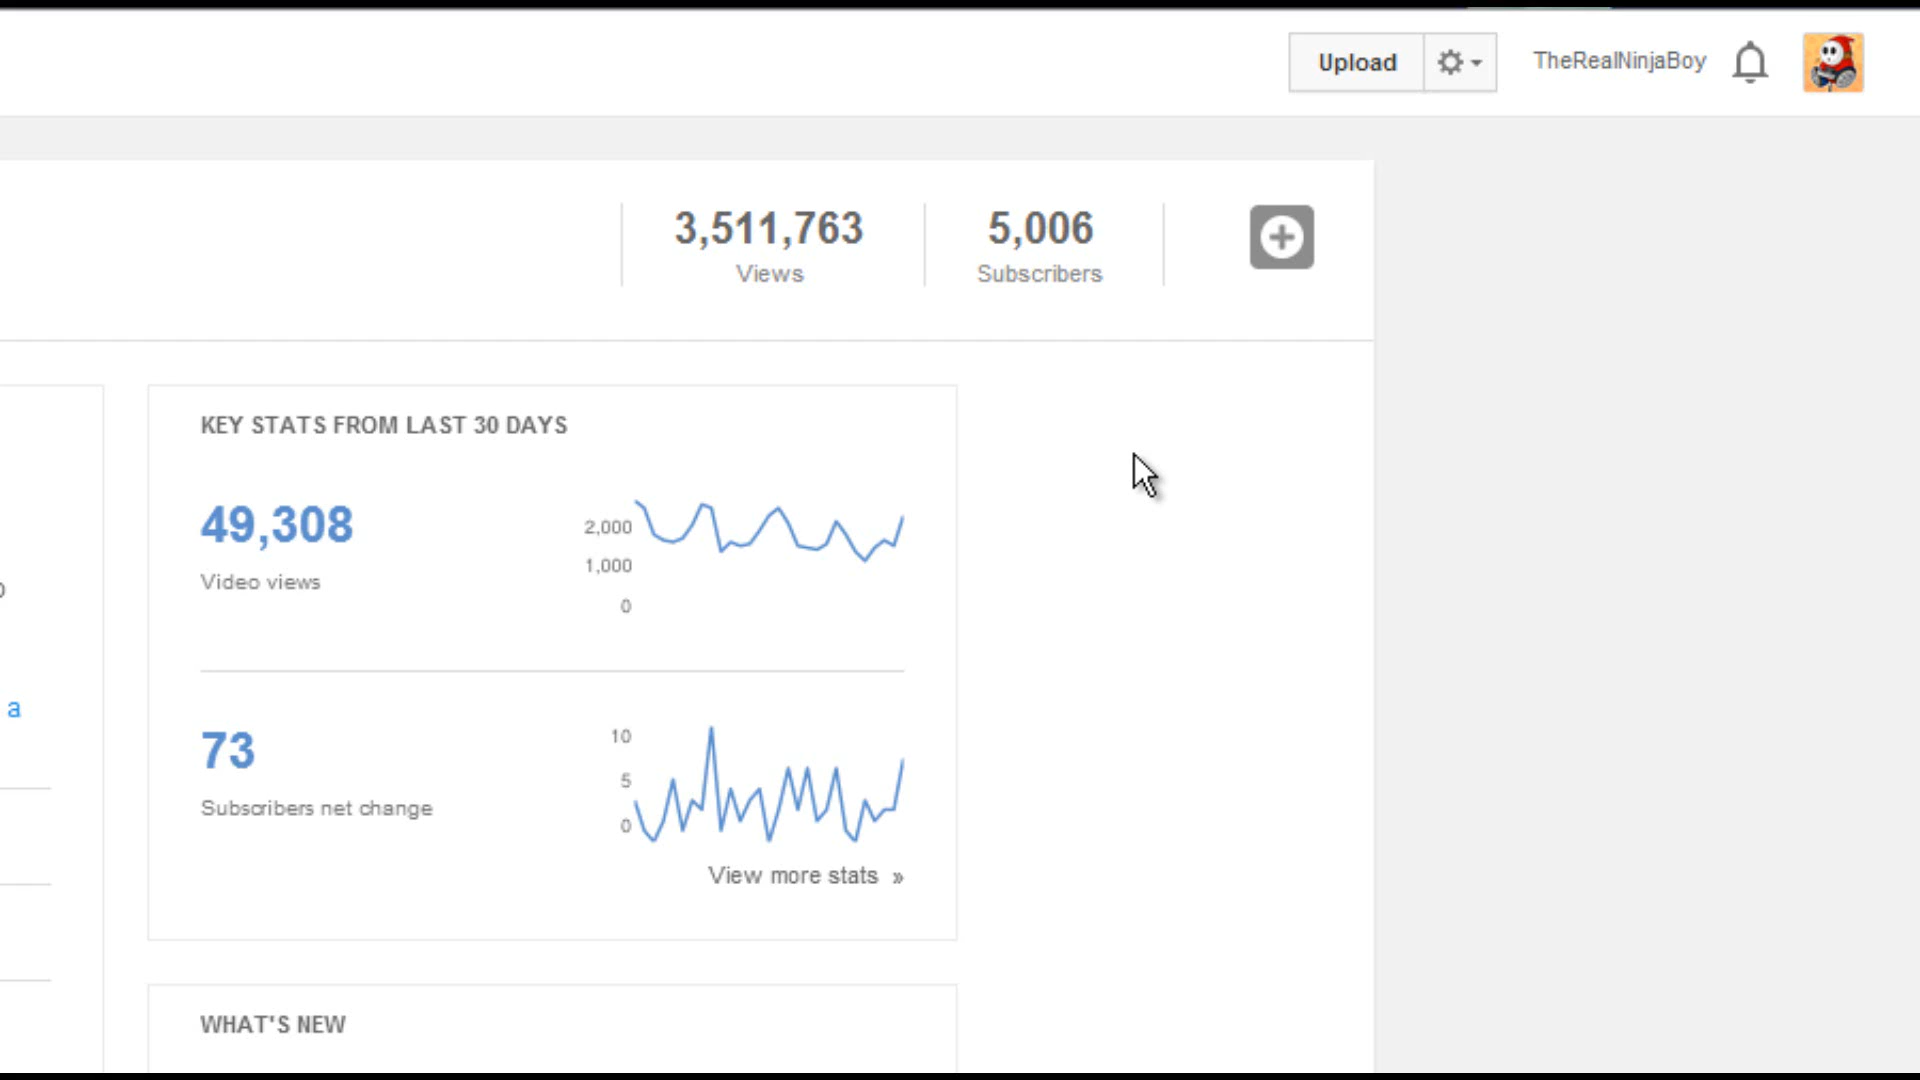 Upload
TheRealNinjaBoy
3,511,763
Views
5,006
Subscribers
KEY STATS FROM LAST 30 DAYS
49,308
Video views
2,000
1,000
0
a
73
Subscribers net change
10
5
0
View more stats »
WHAT'S NEW